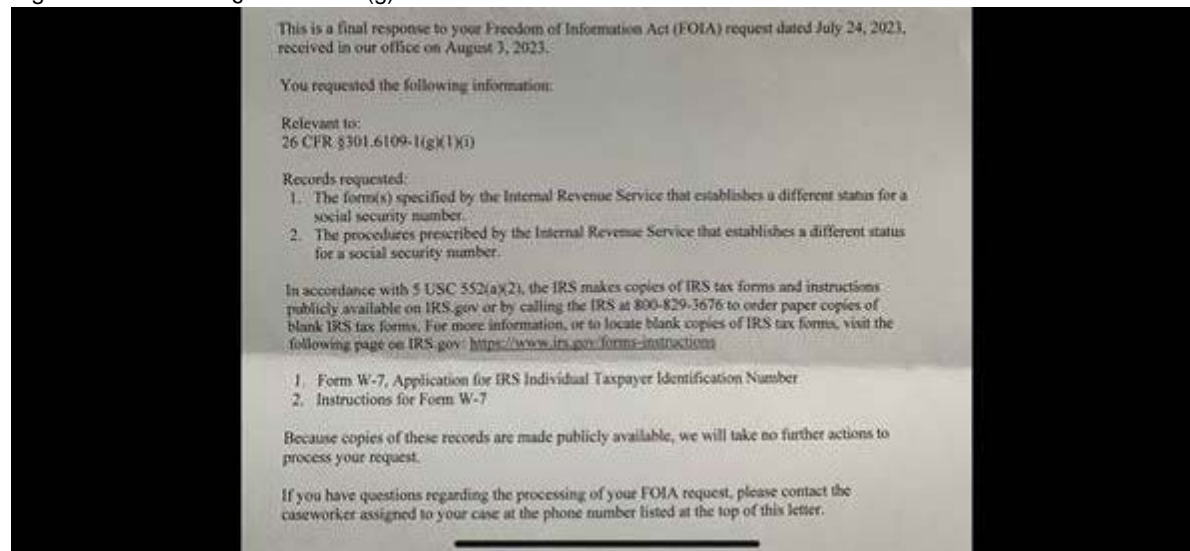 This is a final response to your Freedom of Information Act (FOIA) request dated July 24, 2023,
received in our office on August 3, 2023.
You requested the following information:
Relevant to:
26 CFR §301.6109-1(g)(1)(i)
Records requested:
1. The form(s) specified by the Internal Revenue Service that establishes a different status for a
social security number.
2. The procedures prescribed by the Internal Revenue Service that establishes a different status
for a social security number.
In accordance with 5 USC 552(a)(2), the IRS makes copies of IRS tax forms and instructions
publicly available on IRS.gov or by calling the IRS at 800-829-3676 to order paper copies of
blank IRS tax forms. For more information, or to locate blank copies of IRS tax forms, visit the
following page on IRS.gov: https://www.irs.gov/forms-instructions
1. Form W-7, Application for IRS Individual Taxpayer Identification Number
2. Instructions for Form W-7
Because copies of these records are made publicly available, we will take no further actions to
process your request.
If you have questions regarding the processing of your FOIA request, please contact the
caseworker assigned to your case at the phone number listed at the top of this letter.